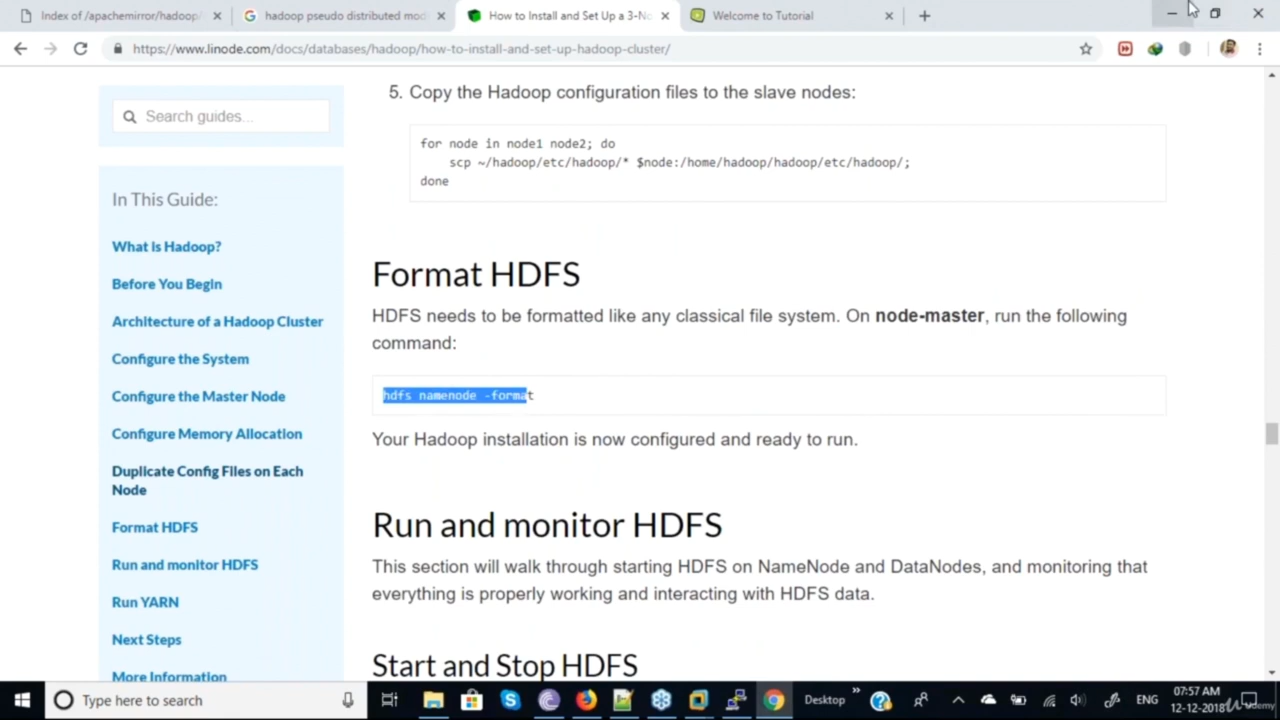 Index of /apachemirror/hadoop/
hadoop pseudo distributed mod
How to Install and Set Up a 3-No
Welcome to Tutorial
https://www.linode.com/docs/databases/hadoop/how-to-install-and-set-up-hadoop-cluster/
Search guides...
In This Guide:
What is Hadoop?
Before You Begin
Architecture of a Hadoop Cluster
Configure the System
Configure the Master Node
Configure Memory Allocation
Duplicate Config Files on Each
Node
Format HDFS
Run and monitor HDFS
Run YARN
Next Steps
More Information
5. Copy the Hadoop configuration files to the slave nodes:
for node in node1 node2; do
scp ~/hadoop/etc/hadoop/* $node:/home/hadoop/hadoop/etc/hadoop/;
done
Format HDFS
HDFS needs to be formatted like any classical file system. On node-master, run the following
command:
hdfs namenode -format
Your Hadoop installation is now configured and ready to run.
Run and monitor HDFS
This section will walk through starting HDFS on NameNode and DataNodes, and monitoring that
everything is properly working and interacting with HDFS data.
Start and Stop HDFS
Type here to search
Desktop
ENG
07:57 AM
12-12-2018
Udemy